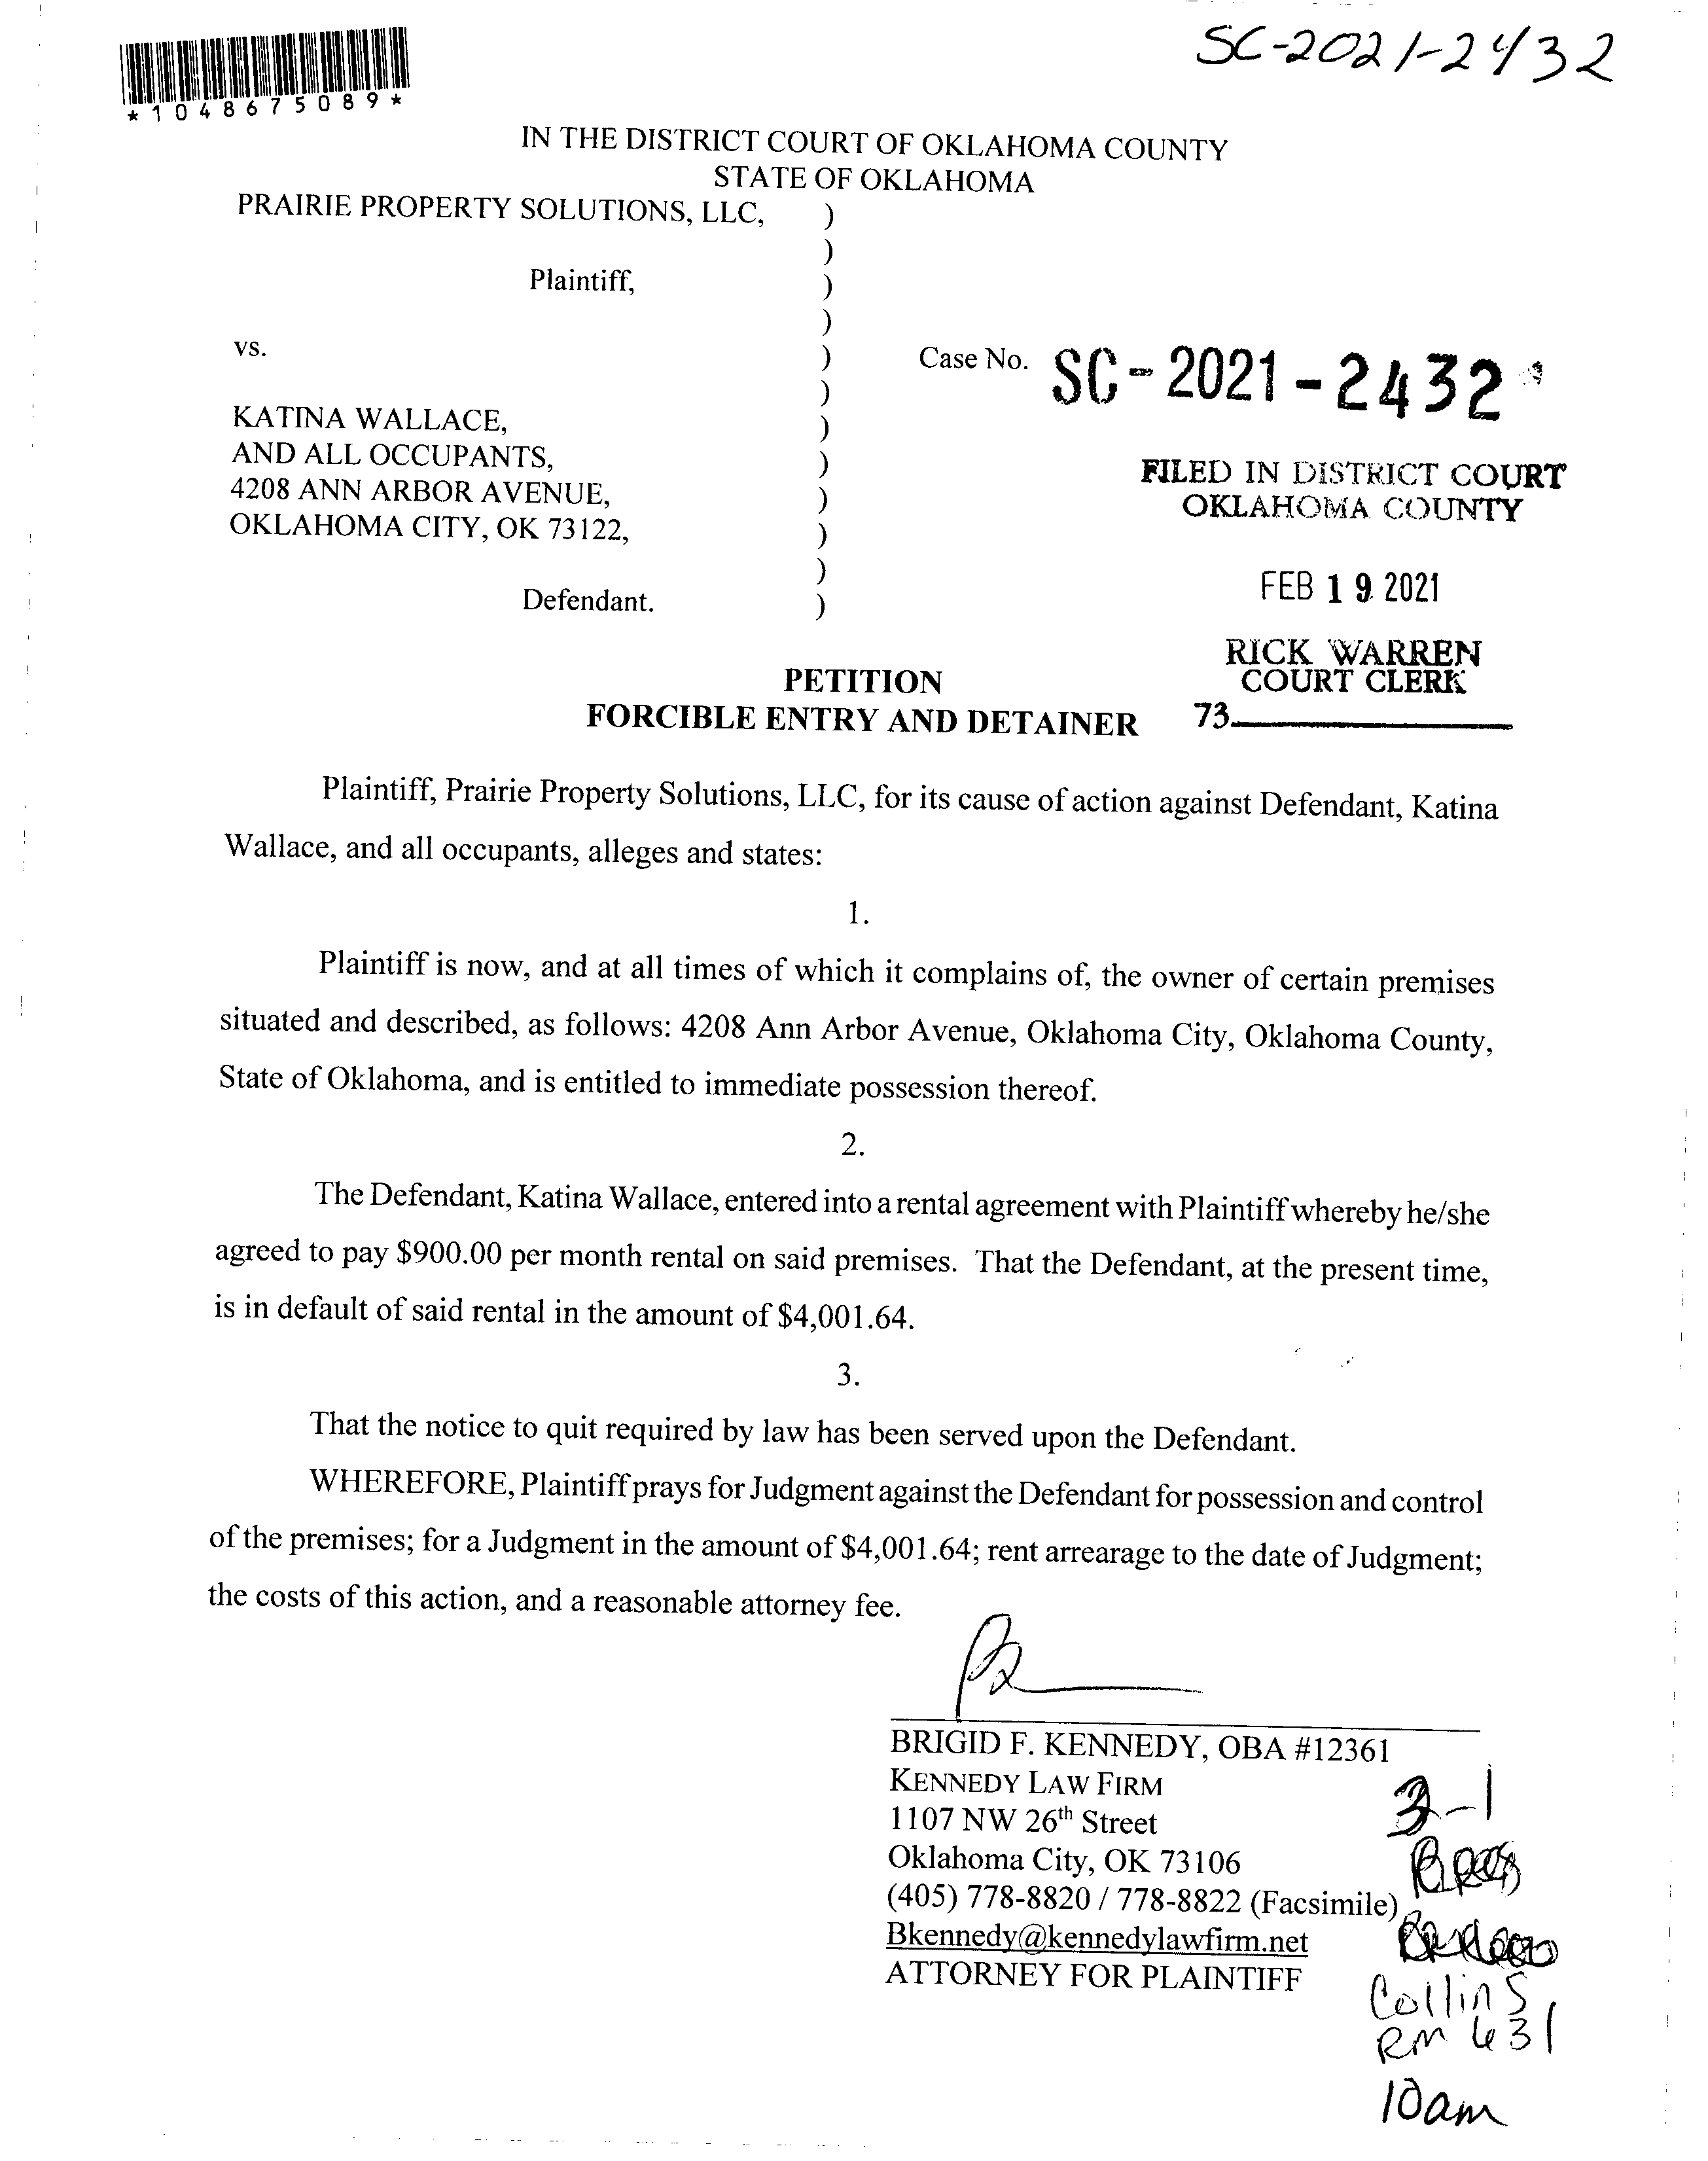 SC-2021-2432
*1048675089*
IN THE DISTRICT COURT OF OKLAHOMA COUNTY
STATE OF OKLAHOMA
PRAIRIE PROPERTY SOLUTIONS, LLC, )
)
Plaintiff, )
)
vs. ) Case No. SC-2021-2432
)
KATINA WALLACE, )
AND ALL OCCUPANTS, )
4208 ANN ARBOR AVENUE, )
OKLAHOMA CITY, OK 73122, )
)
Defendant. )
FILED IN DISTRICT COURT
OKLAHOMA COUNTY
FEB 19 2021
RICK WARREN
COURT CLERK
73
PETITION
FORCIBLE ENTRY AND DETAINER
Plaintiff, Prairie Property Solutions, LLC, for its cause of action against Defendant, Katina
Wallace, and all occupants, alleges and states:
1.
Plaintiff is now, and at all times of which it complains of, the owner of certain premises
situated and described, as follows: 4208 Ann Arbor Avenue, Oklahoma City, Oklahoma County,
State of Oklahoma, and is entitled to immediate possession thereof.
2.
The Defendant, Katina Wallace, entered into a rental agreement with Plaintiff whereby he/she
agreed to pay $900.00 per month rental on said premises. That the Defendant, at the present time,
is in default of said rental in the amount of $4,001.64.
3.
That the notice to quit required by law has been served upon the Defendant.
WHEREFORE, Plaintiff prays for Judgment against the Defendant for possession and control
of the premises; for a Judgment in the amount of $4,001.64; rent arrearage to the date of Judgment;
the costs of this action, and a reasonable attorney fee.
BRIGID F. KENNEDY, OBA #12361
KENNEDY LAW FIRM
1107 NW 26th Street
Oklahoma City, OK 73106
(405) 778-8820 / 778-8822 (Facsimile)
Bkennedy@kennedylawfirm.net
ATTORNEY FOR PLAINTIFF
3-1
Collins
Rm 431
10am